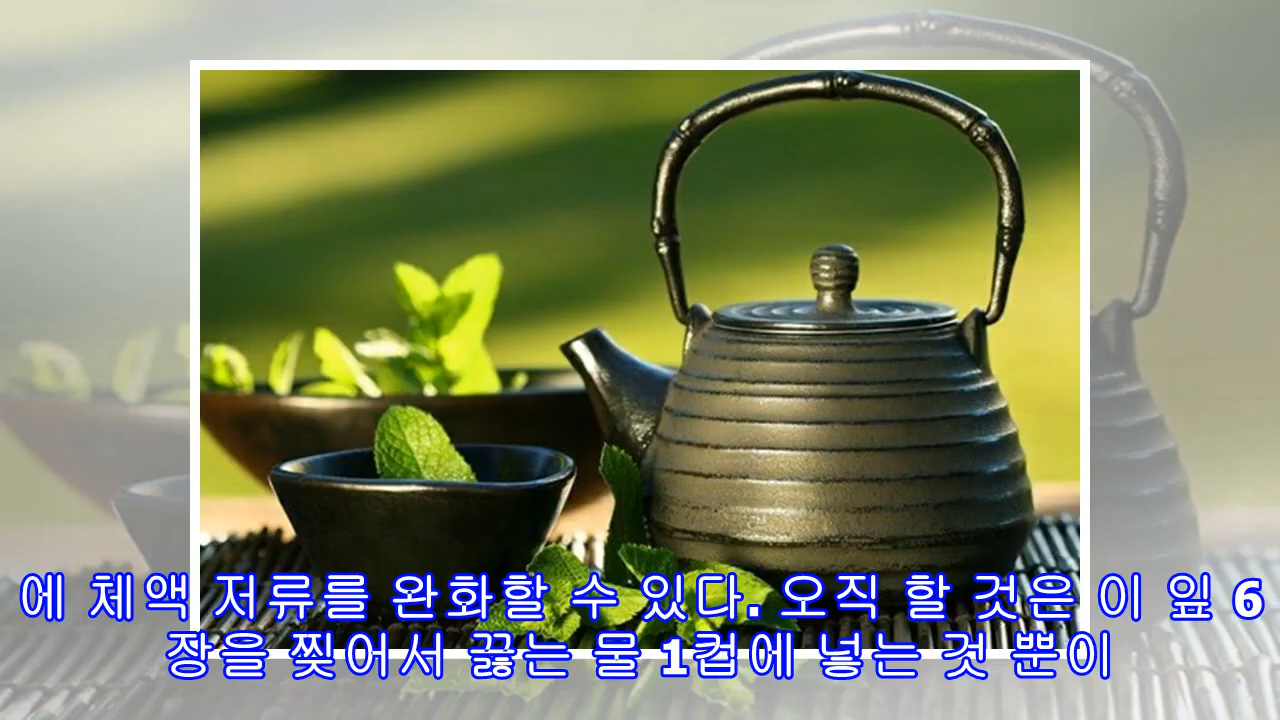 에 체액 저류를 완화할 수 있다. 오직 할 것은 이 잎 6
장을 찢어서 끓는 물 1컵에 넣는 것 뿐이